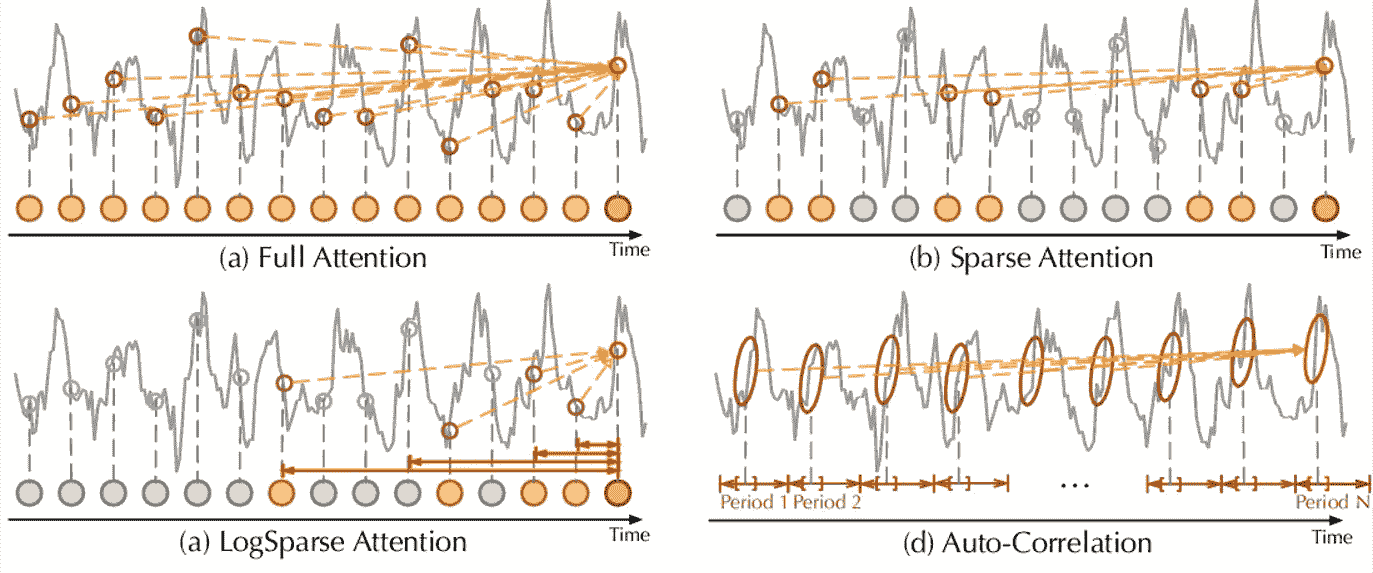 Time
(a) Full Attention
Time
(b) Sparse Attention
Time
(a) LogSparse Attention
Period 1 Period 2 ... Period N
Time
(d) Auto-Correlation